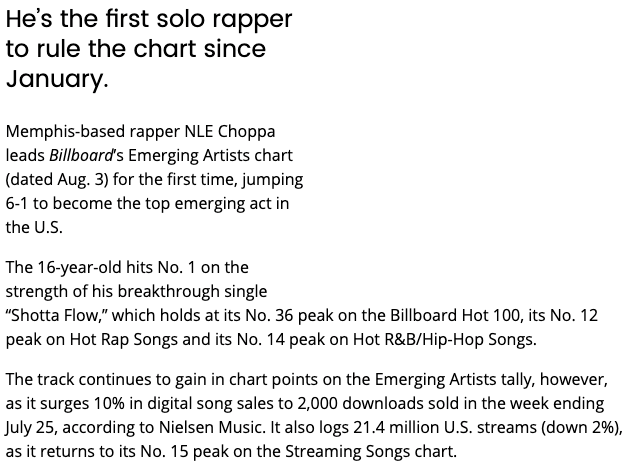 He’s the first solo rapper
to rule the chart since
January.
Memphis-based rapper NLE Choppa
leads Billboard’s Emerging Artists chart
(dated Aug. 3) for the first time, jumping
6-1 to become the top emerging act in
the U.S.
The 16-year-old hits No. 1 on the
strength of his breakthrough single
“Shotta Flow,” which holds at its No. 36 peak on the Billboard Hot 100, its No. 12
peak on Hot Rap Songs and its No. 14 peak on Hot R&B/Hip-Hop Songs.
The track continues to gain in chart points on the Emerging Artists tally, however,
as it surges 10% in digital song sales to 2,000 downloads sold in the week ending
July 25, according to Nielsen Music. It also logs 21.4 million U.S. streams (down 2%),
as it returns to its No. 15 peak on the Streaming Songs chart.